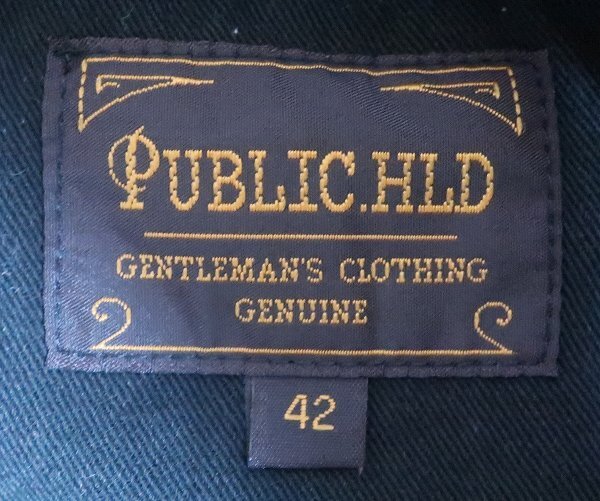 PUBLIC.HLD
GENTLEMAN'S CLOTHING
GENUINE
42